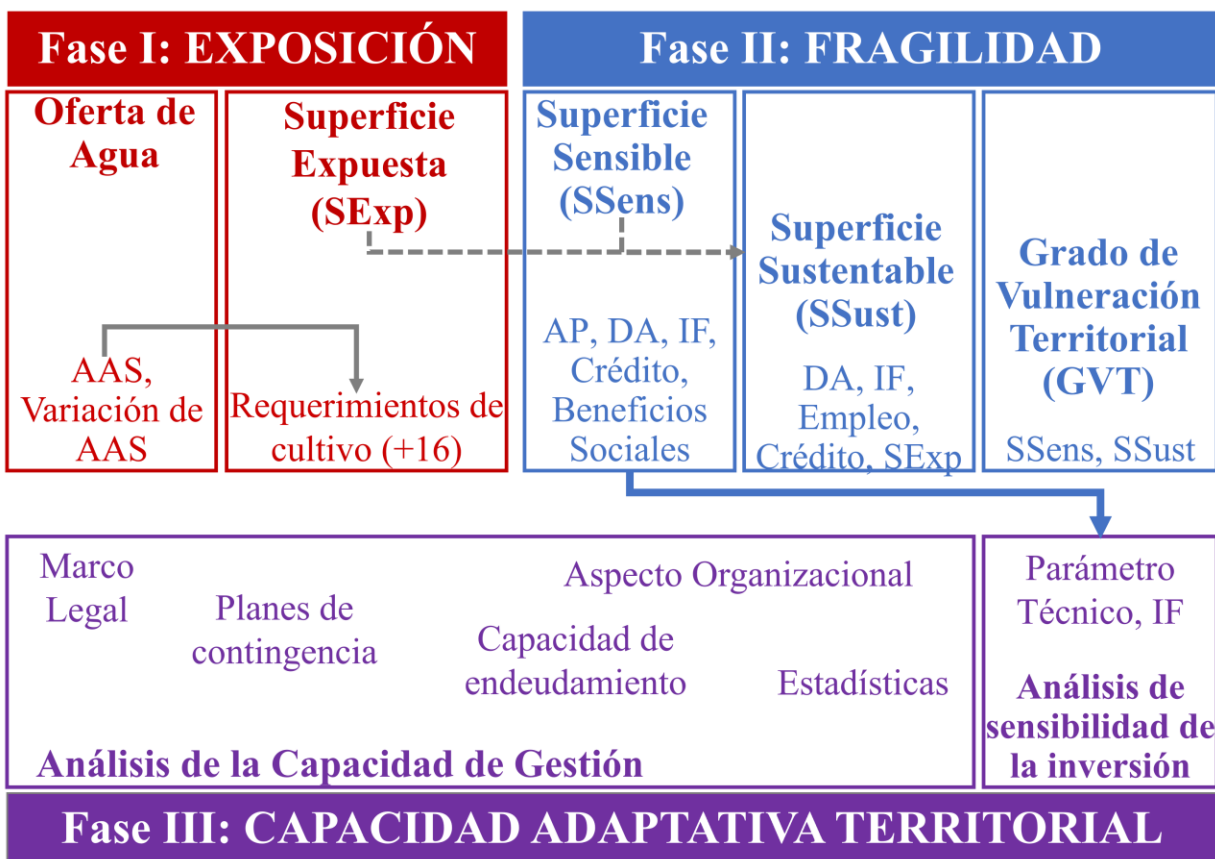 Fase I: EXPOSICIÓN
Oferta de
Agua
AAS,
Variación de
AAS
Superficie
Expuesta
(SExp)
Requerimientos de
cultivo (+16)
Fase II: FRAGILIDAD
Superficie
Sensible
(SSens)
AP, DA, IF,
Crédito,
Beneficios
Sociales
Superficie
Sustentable
(SSust)
DA, IF,
Empleo,
Crédito, SExp
Grado de
Vulneración
Territorial
(GVT)
SSens, SSust
Marco
Legal
Planes de
contingencia
Aspecto Organizacional
Capacidad de
endeudamiento
Estadísticas
Análisis de la Capacidad de Gestión
Parámetro
Técnico, IF
Análisis de
sensibilidad de
la inversión
Fase III: CAPACIDAD ADAPTATIVA TERRITORIAL